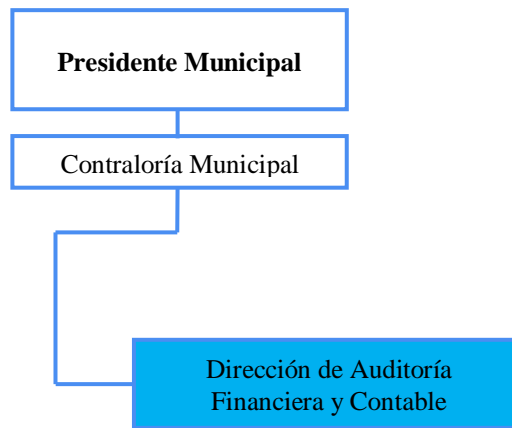 Presidente Municipal
Contraloría Municipal
Dirección de Auditoría
Financiera y Contable